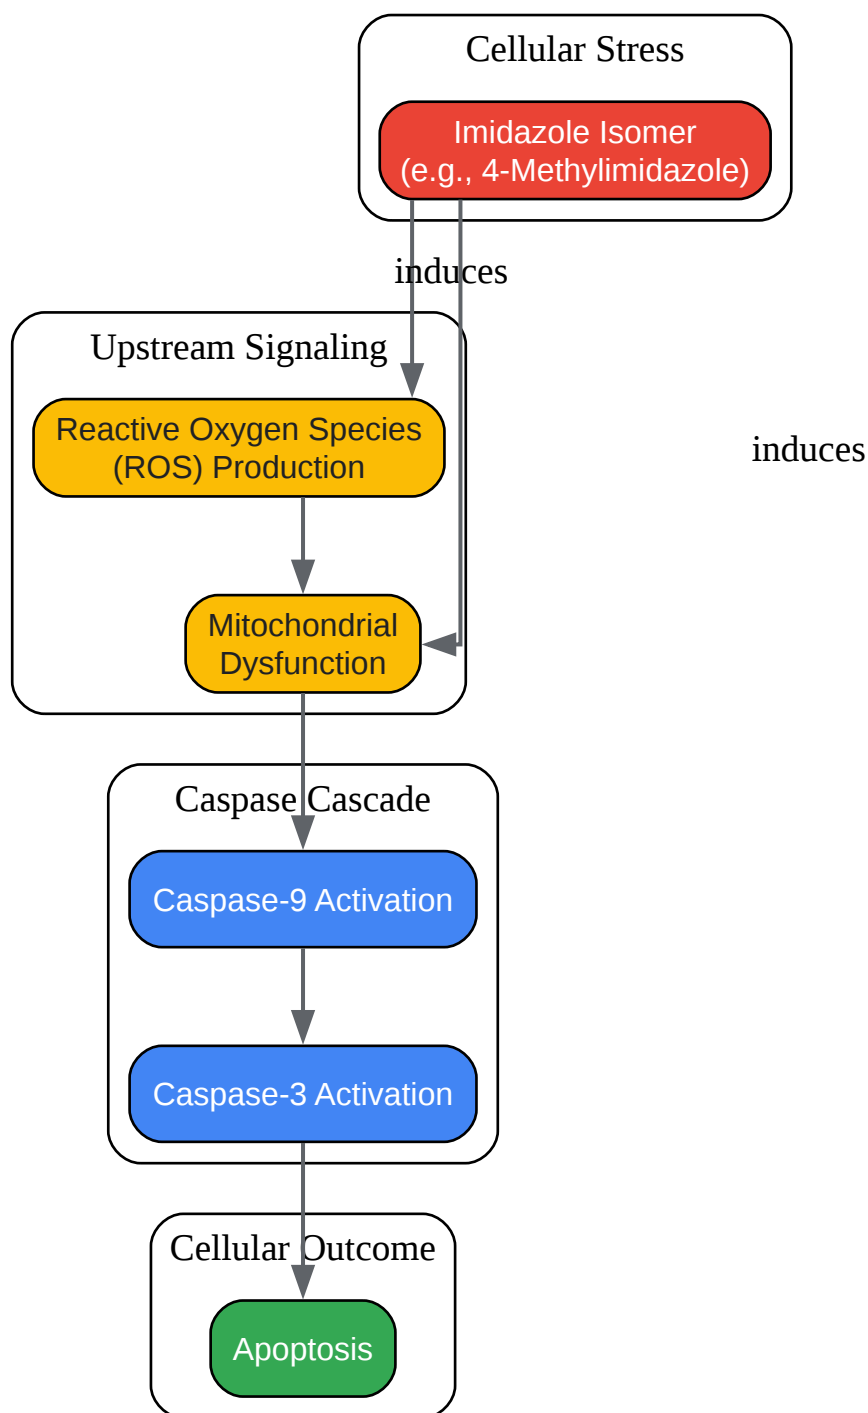 Cellular Stress
Imidazole Isomer
(e.g., 4-Methylimidazole)
induces
Upstream Signaling
Reactive Oxygen Species
(ROS) Production
induces
Mitochondrial
Dysfunction
Caspase Cascade
Caspase-9 Activation
Caspase-3 Activation
Cellular Outcome
Apoptosis